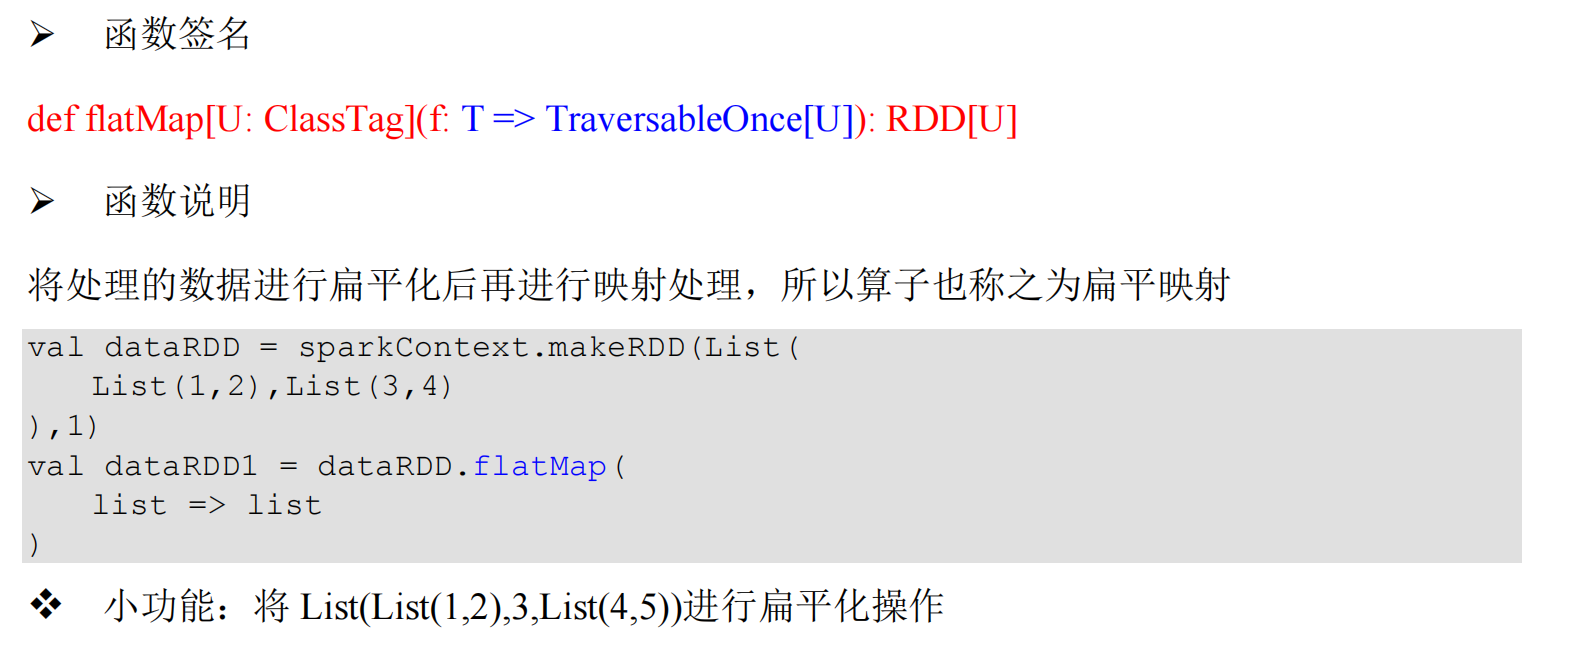 ➢ 函数签名
def flatMap[U: ClassTag](f: T => TraversableOnce[U]): RDD[U]
➢ 函数说明
将处理的数据进行扁平化后再进行映射处理，所以算子也称之为扁平映射
val dataRDD = sparkContext.makeRDD(List(
    List(1,2),List(3,4)
),1)
val dataRDD1 = dataRDD.flatMap(
    list => list
)
❖ 小功能：将 List(List(1,2),3,List(4,5))进行扁平化操作